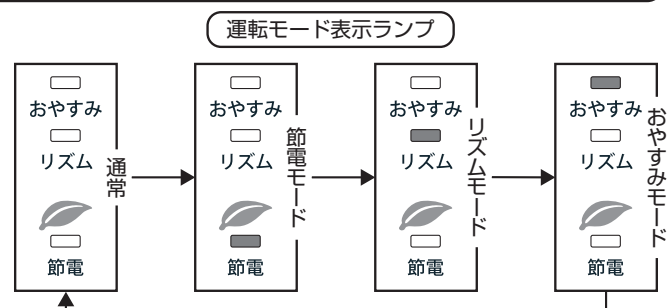 運転モード表示ランプ
おやすみ
リズム
節電
通常
おやすみ
リズム
節電
節電モード
おやすみ
リズム
節電
リズムモード
おやすみ
リズム
節電
おやすみモード